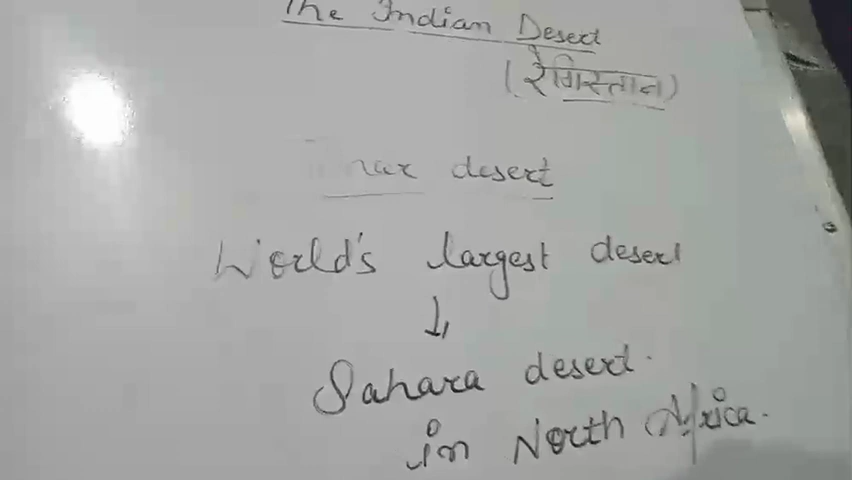 The Indian Desert
(रेगिस्तान)
desert
World's largest desert
↓
Sahara desert.
in North Africa.